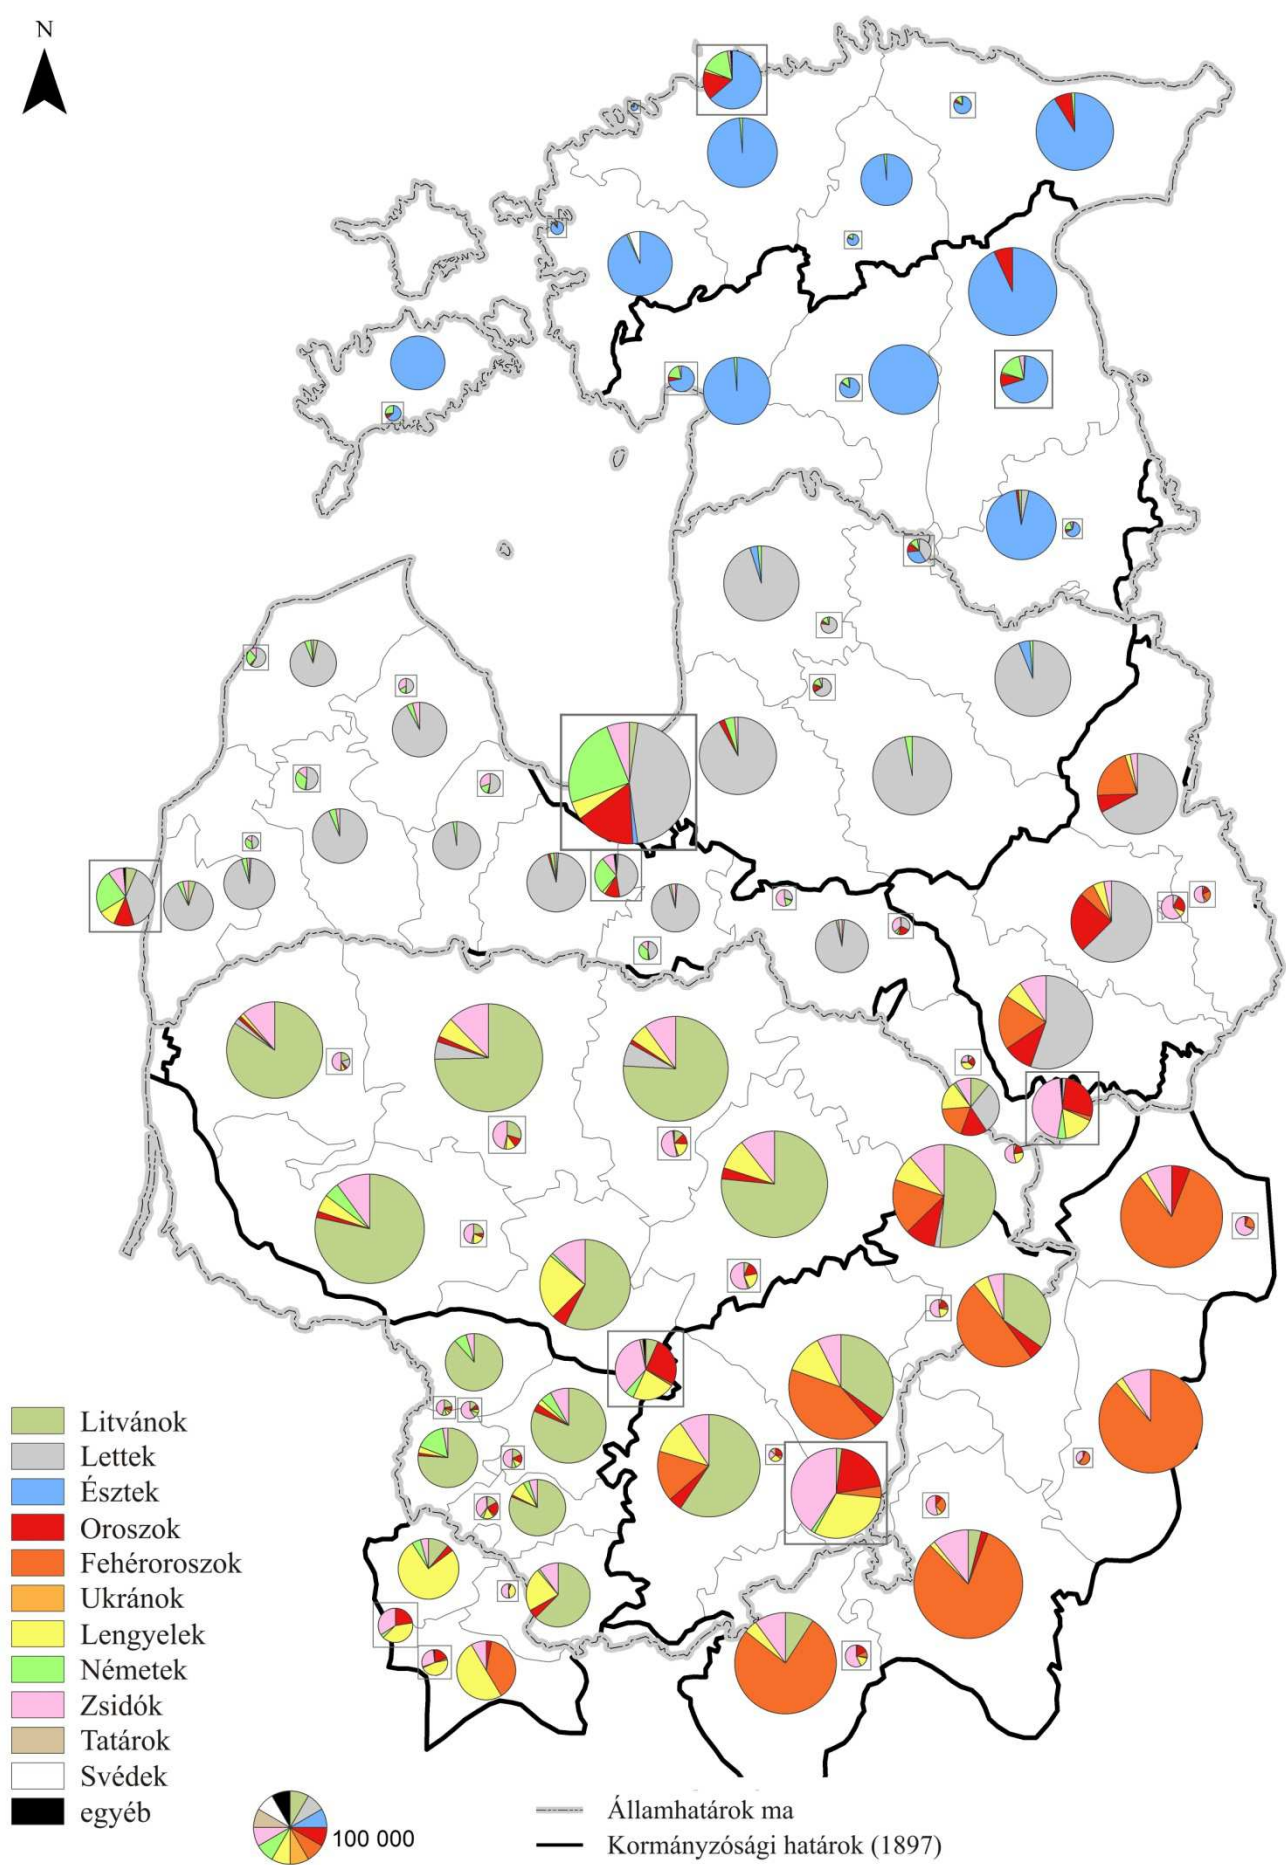 N
Litvánok
Lettek
Észtek
Oroszok
Fehéroroszok
Ukránok
Lengyelek
Németek
Zsidók
Tatárok
Svédek
egyéb
100 000
Államhatárok ma
Kormányzósági határok (1897)